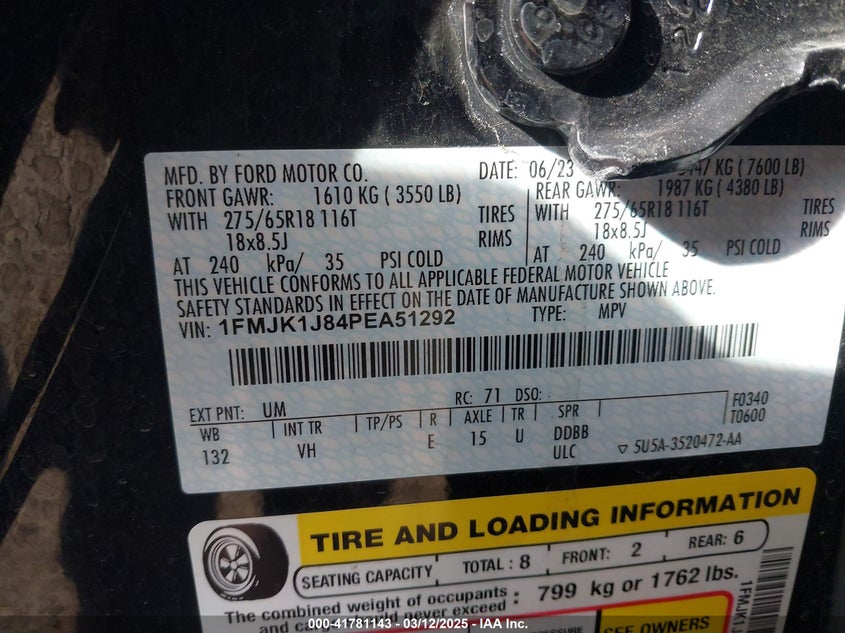 MFD. BY FORD MOTOR CO. DATE: 06/23 KG ( 7600 LB)
FRONT GAWR: 1610 KG ( 3550 LB) REAR GAWR: 1987 KG ( 4380 LB)
WITH 275/65R18 116T TIRES WITH 275/65R18 116T TIRES
18x8.5J RIMS 18x8.5J RIMS
AT 240 kPa/ 35 PSI COLD AT 240 kPa/ 35 PSI COLD
THIS VEHICLE CONFORMS TO ALL APPLICABLE FEDERAL MOTOR VEHICLE
SAFETY STANDARDS IN EFFECT ON THE DATE OF MANUFACTURE SHOWN ABOVE.
VIN: 1FMJK1J84PEA51292 TYPE: MPV
EXT PNT: UM RC: 71 DSO: F0340
WB INT TR TP/PS R AXLE TR SPR T0600
132 VH E 15 U DDBB
ULC ▽ 5U5A-3520472-AA
TIRE AND LOADING INFORMATION
SEATING CAPACITY TOTAL : 8 FRONT: 2 REAR: 6
The combined weight of occupants : 799 kg or 1762 lbs.
and cargo should never exceed
SEE OWNERS
1FMJK1
000-41781143 - 03/12/2025 - IAA Inc.